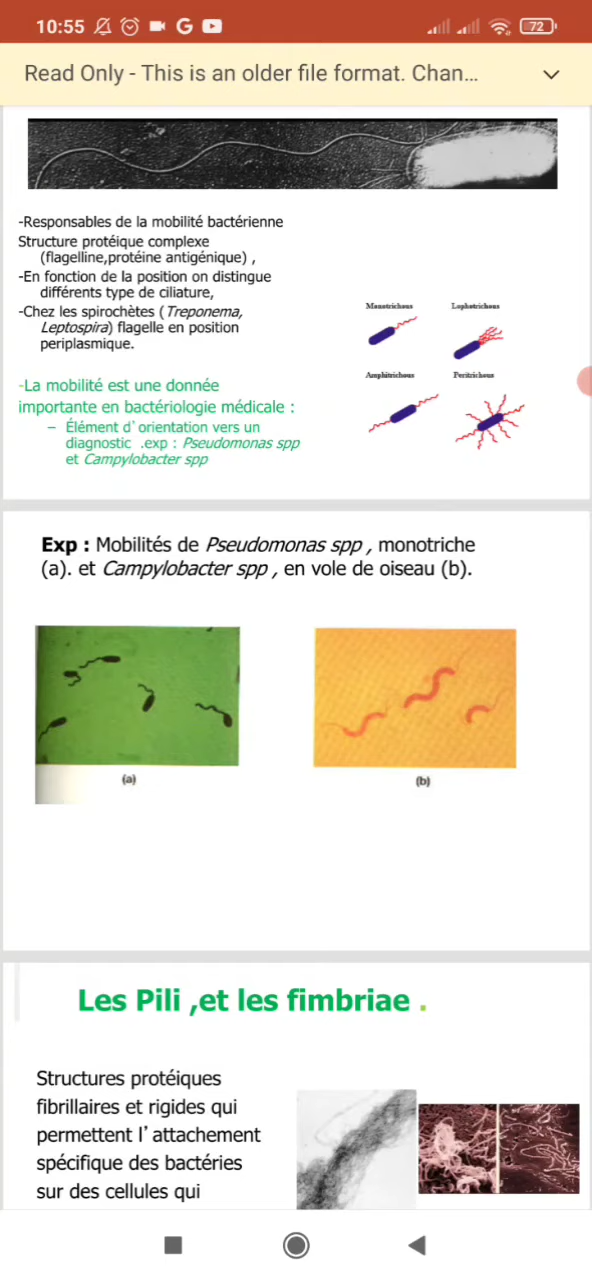 10:55
72
Read Only - This is an older file format. Chan...
-Responsables de la mobilité bactérienne
Structure protéique complexe
(flagelline,protéine antigénique) ,
-En fonction de la position on distingue
différents type de ciliature,
-Chez les spirochètes ( Treponema,
Leptospira) flagelle en position
periplasmique.
-La mobilité est une donnée
importante en bactériologie médicale :
– Élément d'orientation vers un
diagnostic .exp : Pseudomonas spp
et Campylobacter spp
Monotrichous
Lophotrichous
Amphitrichous
Peritrichous
Exp : Mobilités de Pseudomonas spp , monotriche
(a). et Campylobacter spp , en vole de oiseau (b).
(a)
(b)
Les Pili ,et les fimbriae .
Structures protéiques
fibrillaires et rigides qui
permettent l'attachement
spécifique des bactéries
sur des cellules qui